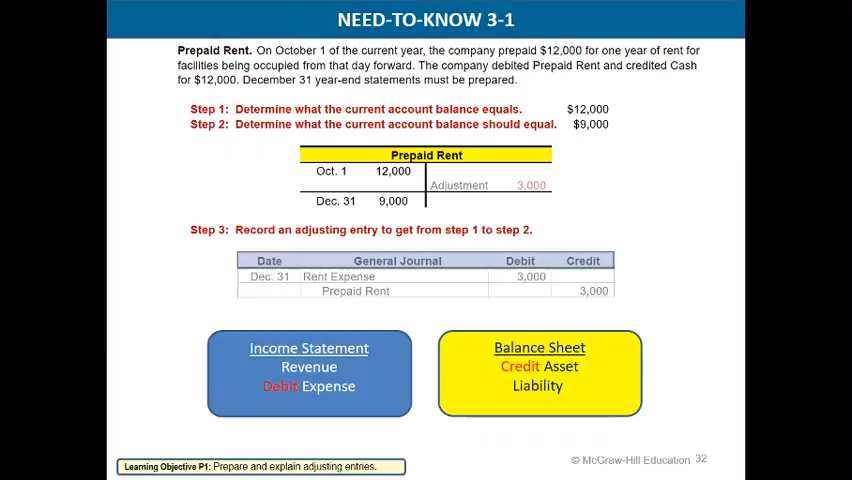 NEED-TO-KNOW 3-1
Prepaid Rent. On October 1 of the current year, the company prepaid $12,000 for one year of rent for
facilities being occupied from that day forward. The company debited Prepaid Rent and credited Cash
for $12,000. December 31 year-end statements must be prepared.
Step 1: Determine what the current account balance equals. $12,000
Step 2: Determine what the current account balance should equal. $9,000
Prepaid Rent
Oct. 1 12,000
Adjustment 3,000
Dec. 31 9,000
Step 3: Record an adjusting entry to get from step 1 to step 2.
Date General Journal Debit Credit
Dec. 31 Rent Expense 3,000
Prepaid Rent 3,000
Income Statement
Revenue
Debit Expense
Balance Sheet
Credit Asset
Liability
Learning Objective P1: Prepare and explain adjusting entries.
© McGraw-Hill Education 32